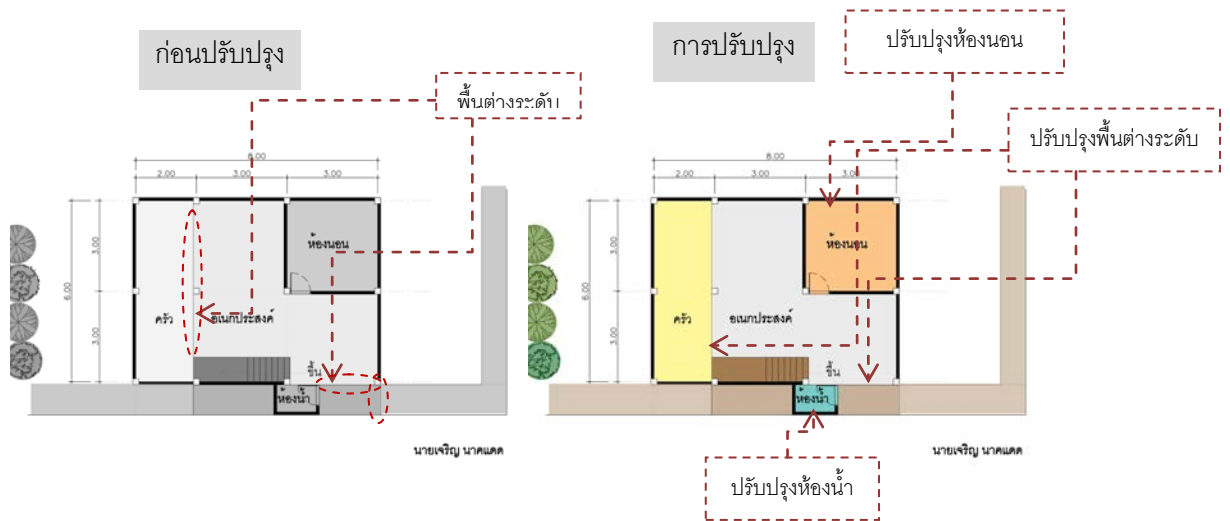 ก่อนปรับปรุง
พื้นต่างระดับ
8.00
2.00 3.00 3.00
6.00
3.00
3.00
ห้องนอน
ครัว
อเนกประสงค์
ขึ้น
ห้องน้ำ
นายเจริญ นาคแดด
การปรับปรุง
ปรับปรุงห้องนอน
ปรับปรุงพื้นต่างระดับ
8.00
2.00 3.00 3.00
6.00
3.00
3.00
ห้องนอน
ครัว
อเนกประสงค์
ขึ้น
ห้องน้ำ
นายเจริญ นาคแดด
ปรับปรุงห้องน้ำ